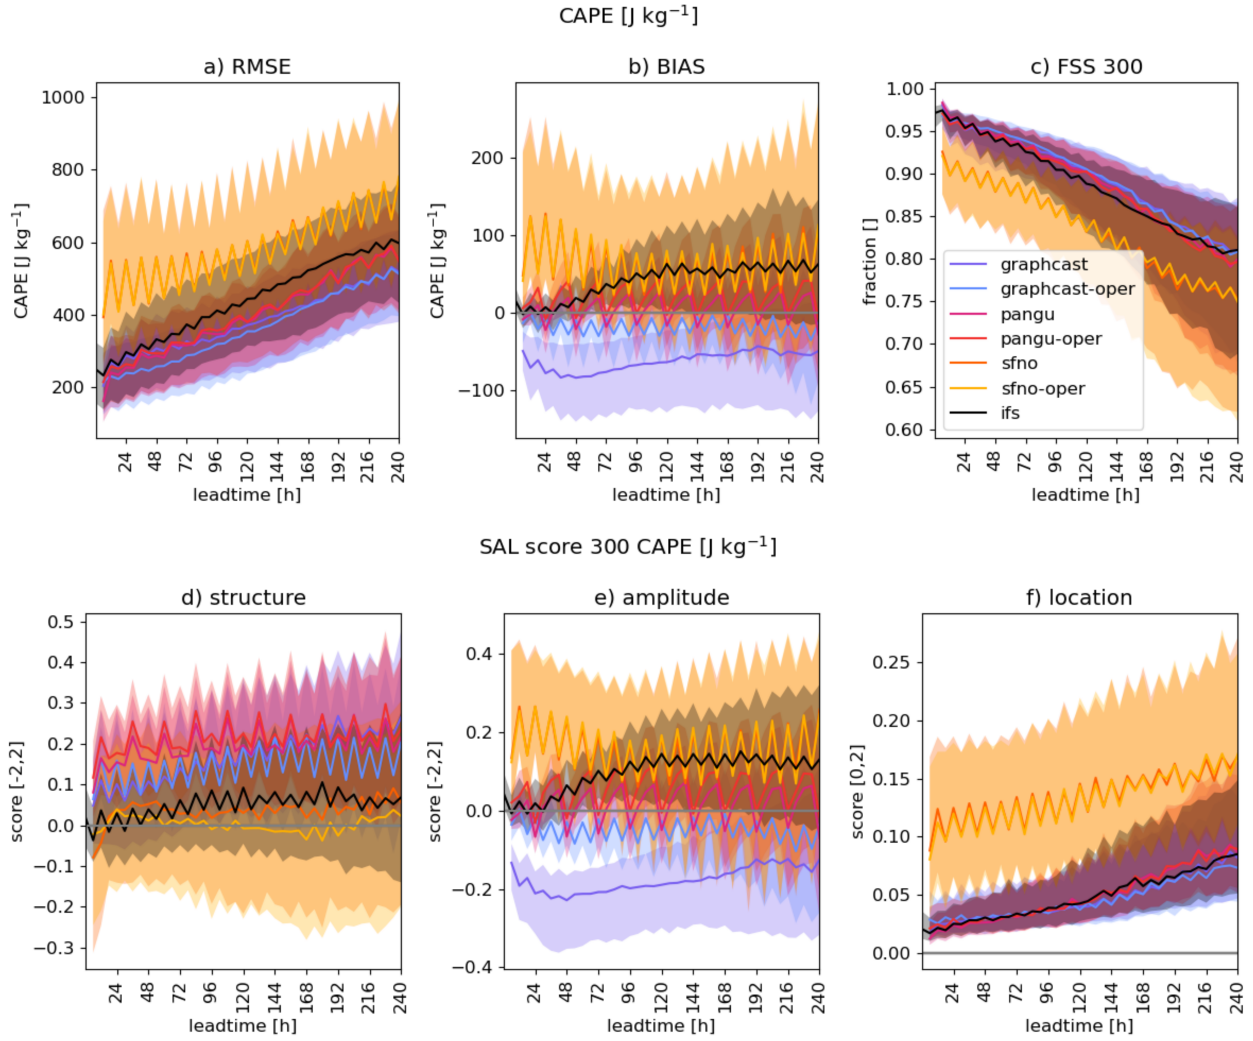 CAPE [J kg⁻¹]
a) RMSE
b) BIAS
c) FSS 300
CAPE [J kg⁻¹]
1000
800
600
400
200
24 48 72 96 120 144 168 192 216 240
leadtime [h]
CAPE [J kg⁻¹]
200
100
0
−100
24 48 72 96 120 144 168 192 216 240
leadtime [h]
fraction []
1.00
0.95
0.90
0.85
0.80
0.75
0.70
0.65
0.60
graphcast
graphcast-oper
pangu
pangu-oper
sfno
sfno-oper
ifs
24 48 72 96 120 144 168 192 216 240
leadtime [h]
SAL score 300 CAPE [J kg⁻¹]
d) structure
e) amplitude
f) location
score [-2,2]
0.5
0.4
0.3
0.2
0.1
0.0
−0.1
−0.2
−0.3
24 48 72 96 120 144 168 192 216 240
leadtime [h]
score [-2,2]
0.4
0.2
0.0
−0.2
−0.4
24 48 72 96 120 144 168 192 216 240
leadtime [h]
score [0,2]
0.25
0.20
0.15
0.10
0.05
0.00
24 48 72 96 120 144 168 192 216 240
leadtime [h]